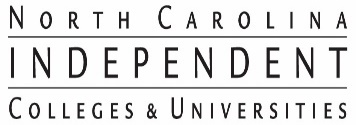 NORTH CAROLINA
INDEPENDENT
COLLEGES & UNIVERSITIES